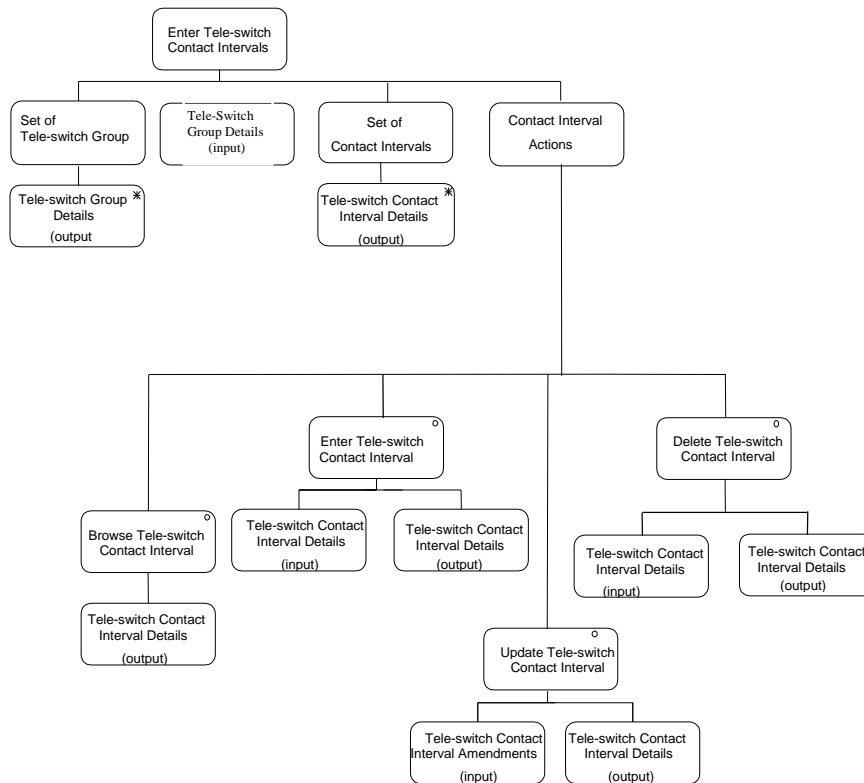 Enter Tele-switch
Contact Intervals
Set of
Tele-switch Group
Tele-Switch
Group Details
(input)
Set of
Contact Intervals
Contact Interval
Actions
Tele-switch Group *
Details
(output
Tele-switch Contact *
Interval Details
(output)
o
Enter Tele-switch
Contact Interval
o
Delete Tele-switch
Contact Interval
o
Browse Tele-switch
Contact Interval
Tele-switch Contact
Interval Details
(input)
Tele-switch Contact
Interval Details
(output)
Tele-switch Contact
Interval Details
(input)
Tele-switch Contact
Interval Details
(output)
Tele-switch Contact
Interval Details
(output)
o
Update Tele-switch
Contact Interval
Tele-switch Contact
Interval Amendments
(input)
Tele-switch Contact
Interval Details
(output)